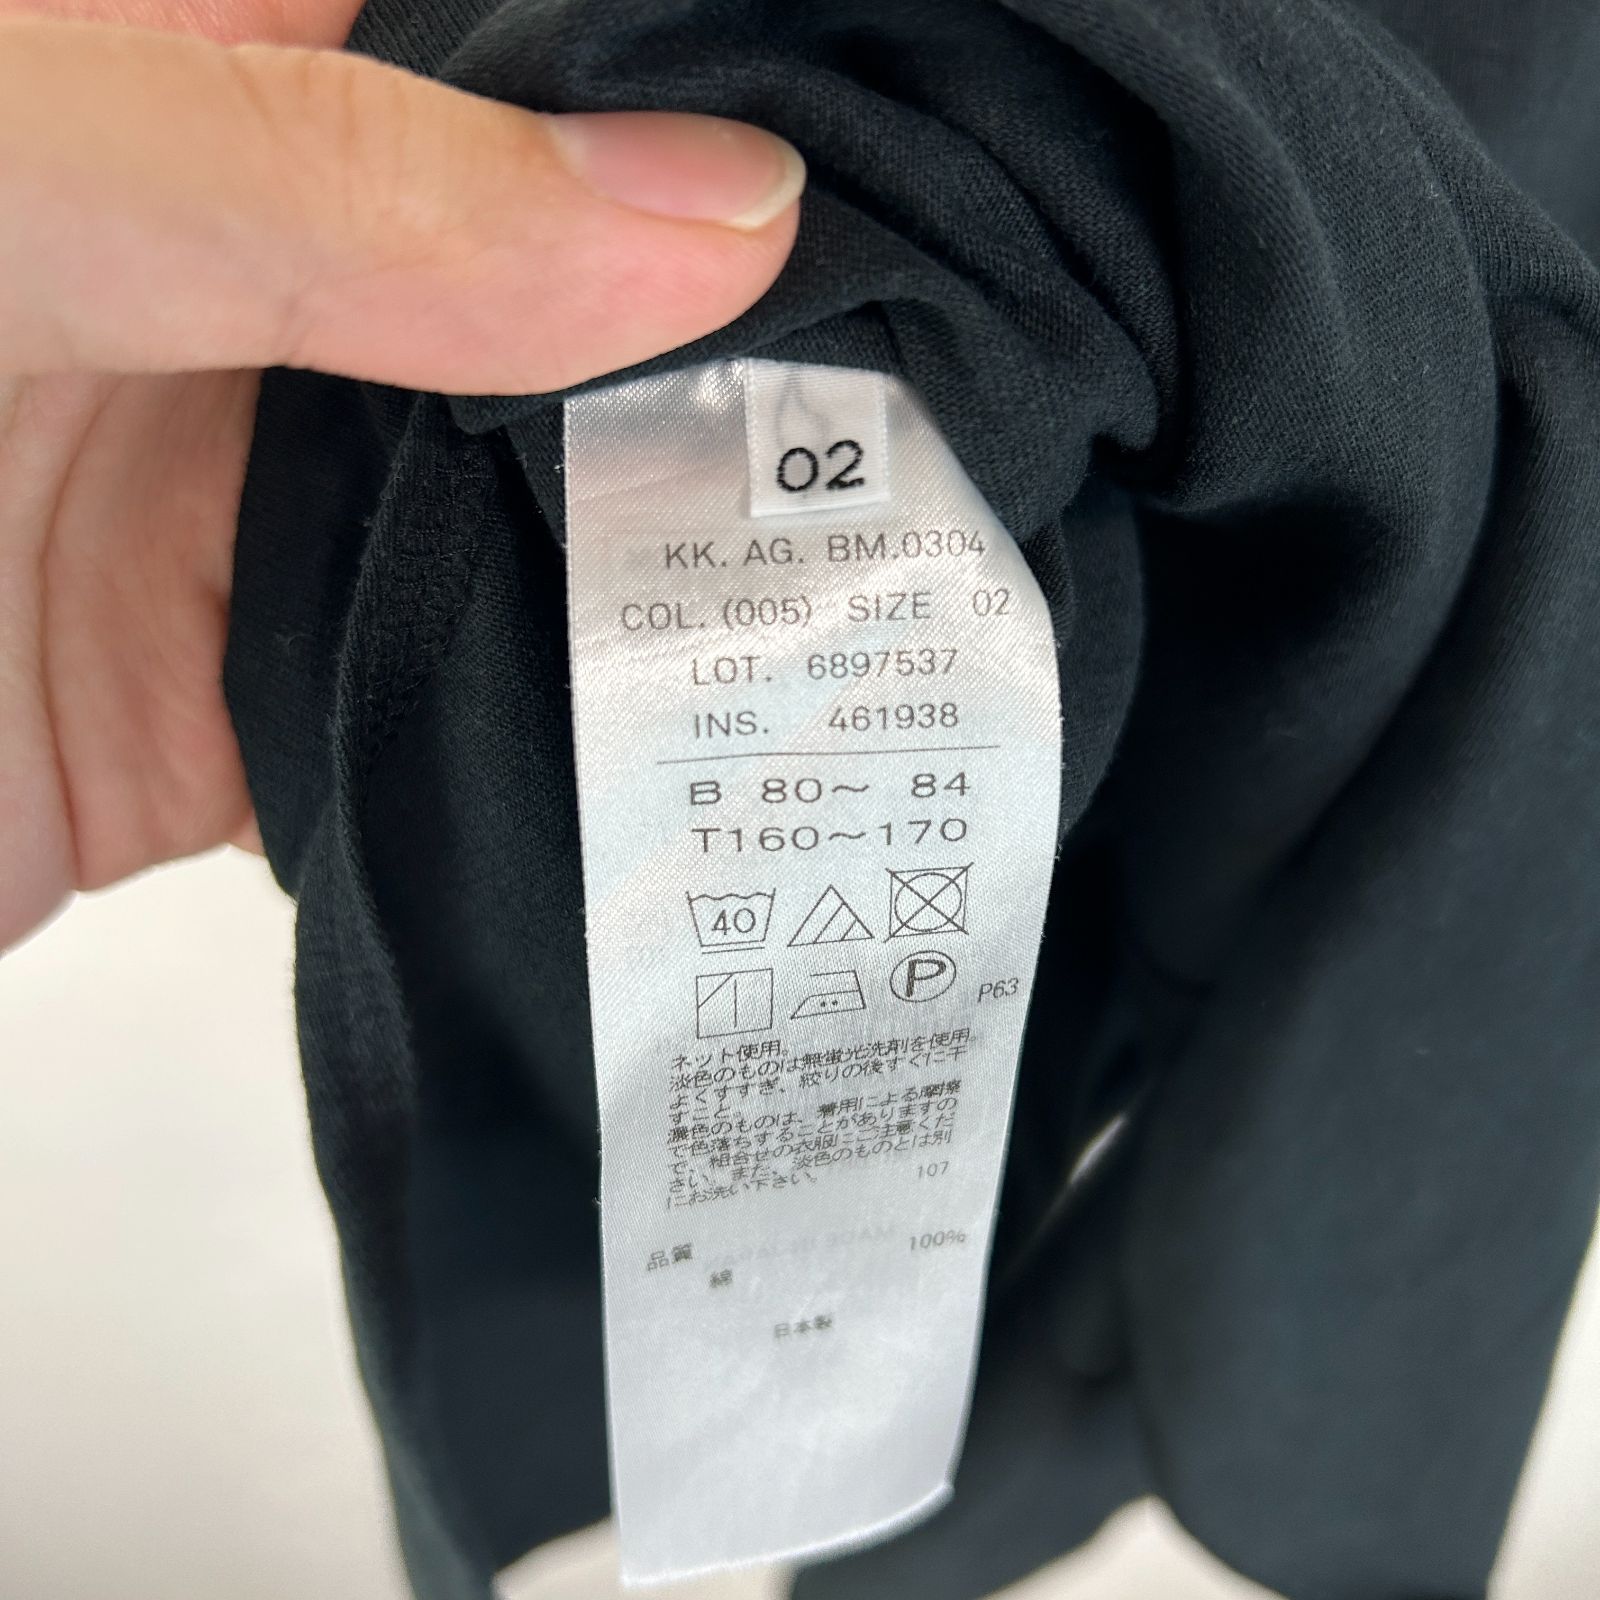 02
KK. AG. BM.0304
COL. (005) SIZE 02
LOT. 6897537
INS. 461938
B 80～ 84
T160～170
40
P P63
ネット使用。
淡色のものは無蛍光洗剤を使用。
よくすすぎ、絞りの後すぐに干
すこと。
濃色のものは、着用による摩擦
で色落ちすることがありますの
で、組合せの衣服にご注意くだ
さい。また、淡色のものとは別
にお洗い下さい。 107
品質
綿 100%
日本製